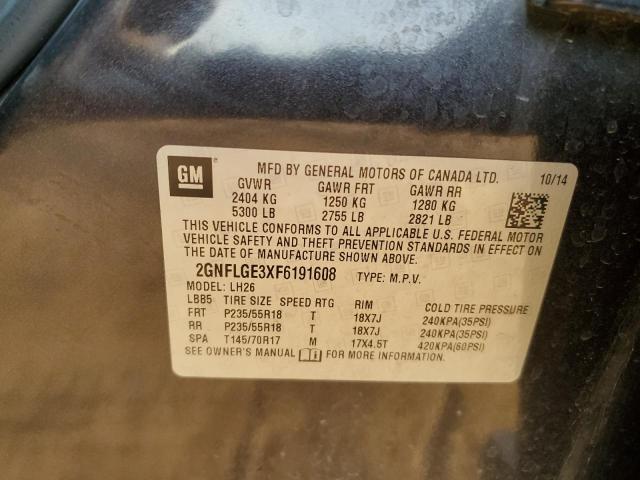 GM
MFD BY GENERAL MOTORS OF CANADA LTD. 10/14
GVWR GAWR FRT GAWR RR
2404 KG 1250 KG 1280 KG
5300 LB 2755 LB 2821 LB
THIS VEHICLE CONFORMS TO ALL APPLICABLE U.S. FEDERAL MOTOR
VEHICLE SAFETY AND THEFT PREVENTION STANDARDS IN EFFECT ON
THE DATE OF MANUFACTURE SHOWN ABOVE.
2GNFLGE3XF6191608 TYPE: M.P.V.
MODEL: LH26
LBB5 TIRE SIZE SPEED RTG RIM COLD TIRE PRESSURE
FRT P235/55R18 T 18X7J 240KPA(35PSI)
RR P235/55R18 T 18X7J 240KPA(35PSI)
SPA T145/70R17 M 17X4.5T 420KPA(60PSI)
SEE OWNER'S MANUAL FOR MORE INFORMATION.